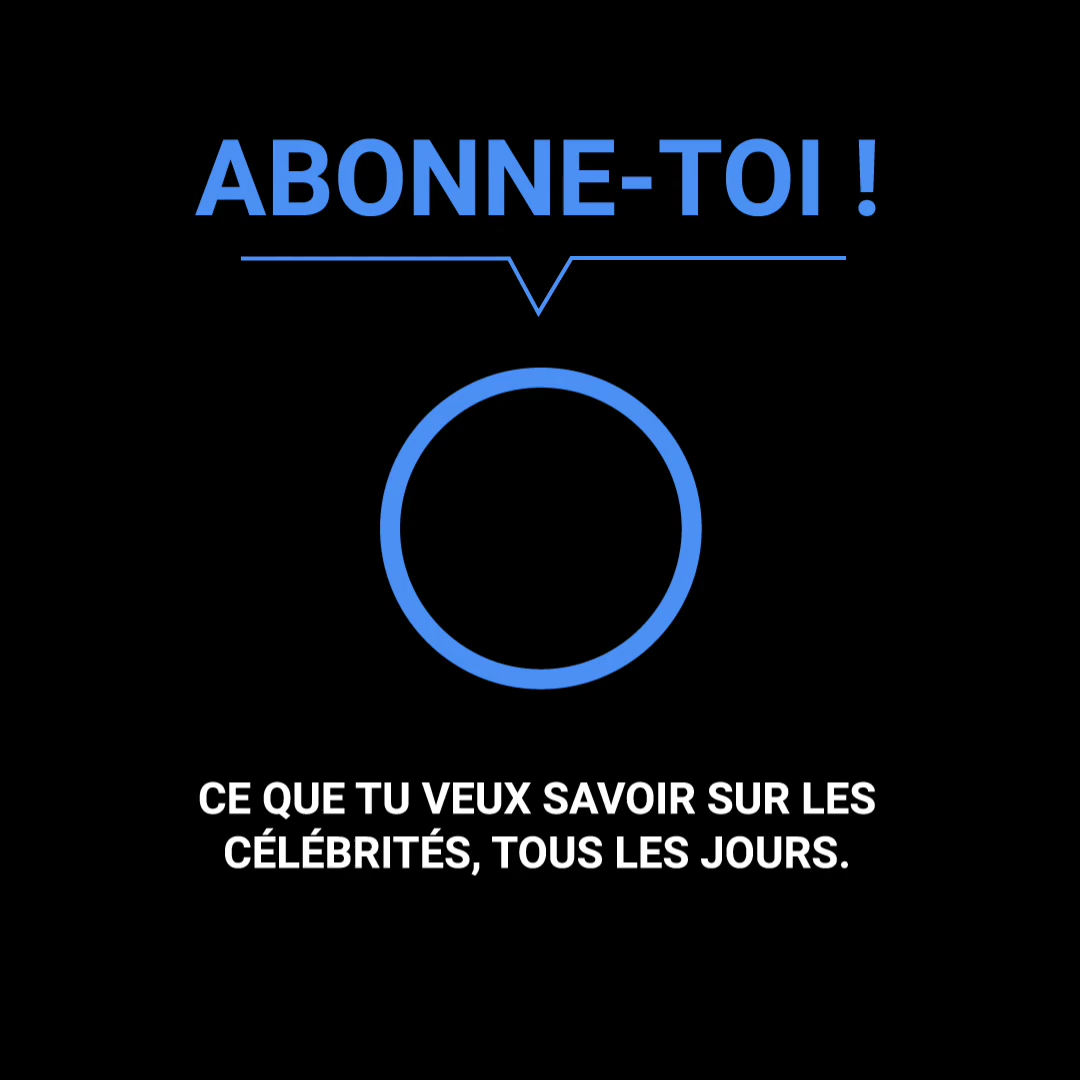 ABONNE-TOI !
CE QUE TU VEUX SAVOIR SUR LES
CÉLÉBRITÉS, TOUS LES JOURS.